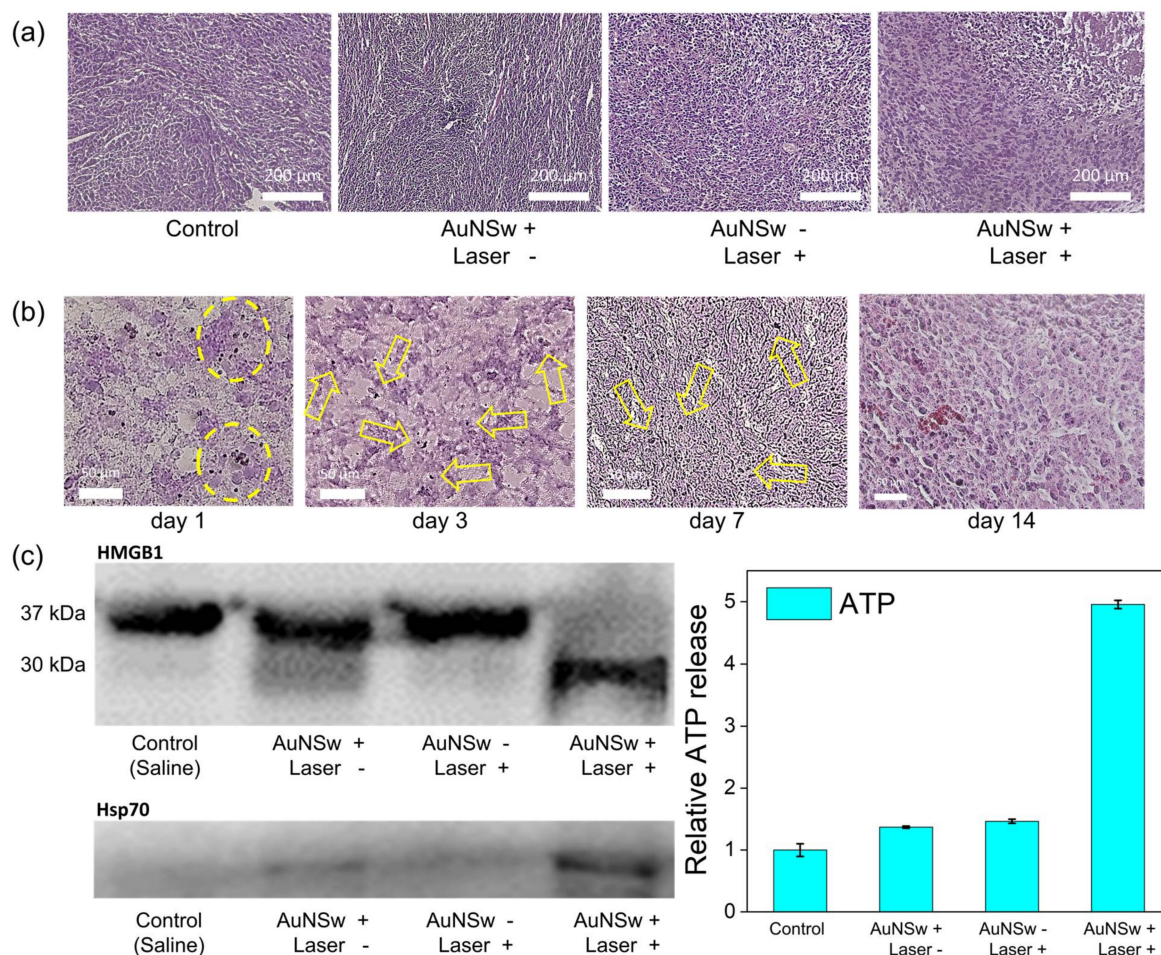 (a)
200 µm
200 µm
200 µm
200 µm
Control
AuNSw +
Laser -
AuNSw -
Laser +
AuNSw +
Laser +
(b)
50 µm
50 µm
day 1
day 3
day 7
day 14
(c)
HMGB1
37 kDa
30 kDa
Control
(Saline)
AuNSw +
Laser -
AuNSw -
Laser +
AuNSw +
Laser +
Hsp70
Control
(Saline)
AuNSw +
Laser -
AuNSw -
Laser +
AuNSw +
Laser +
ATP
Relative ATP release
5
4
3
2
1
0
Control
AuNSw +
Laser -
AuNSw -
Laser +
AuNSw +
Laser +